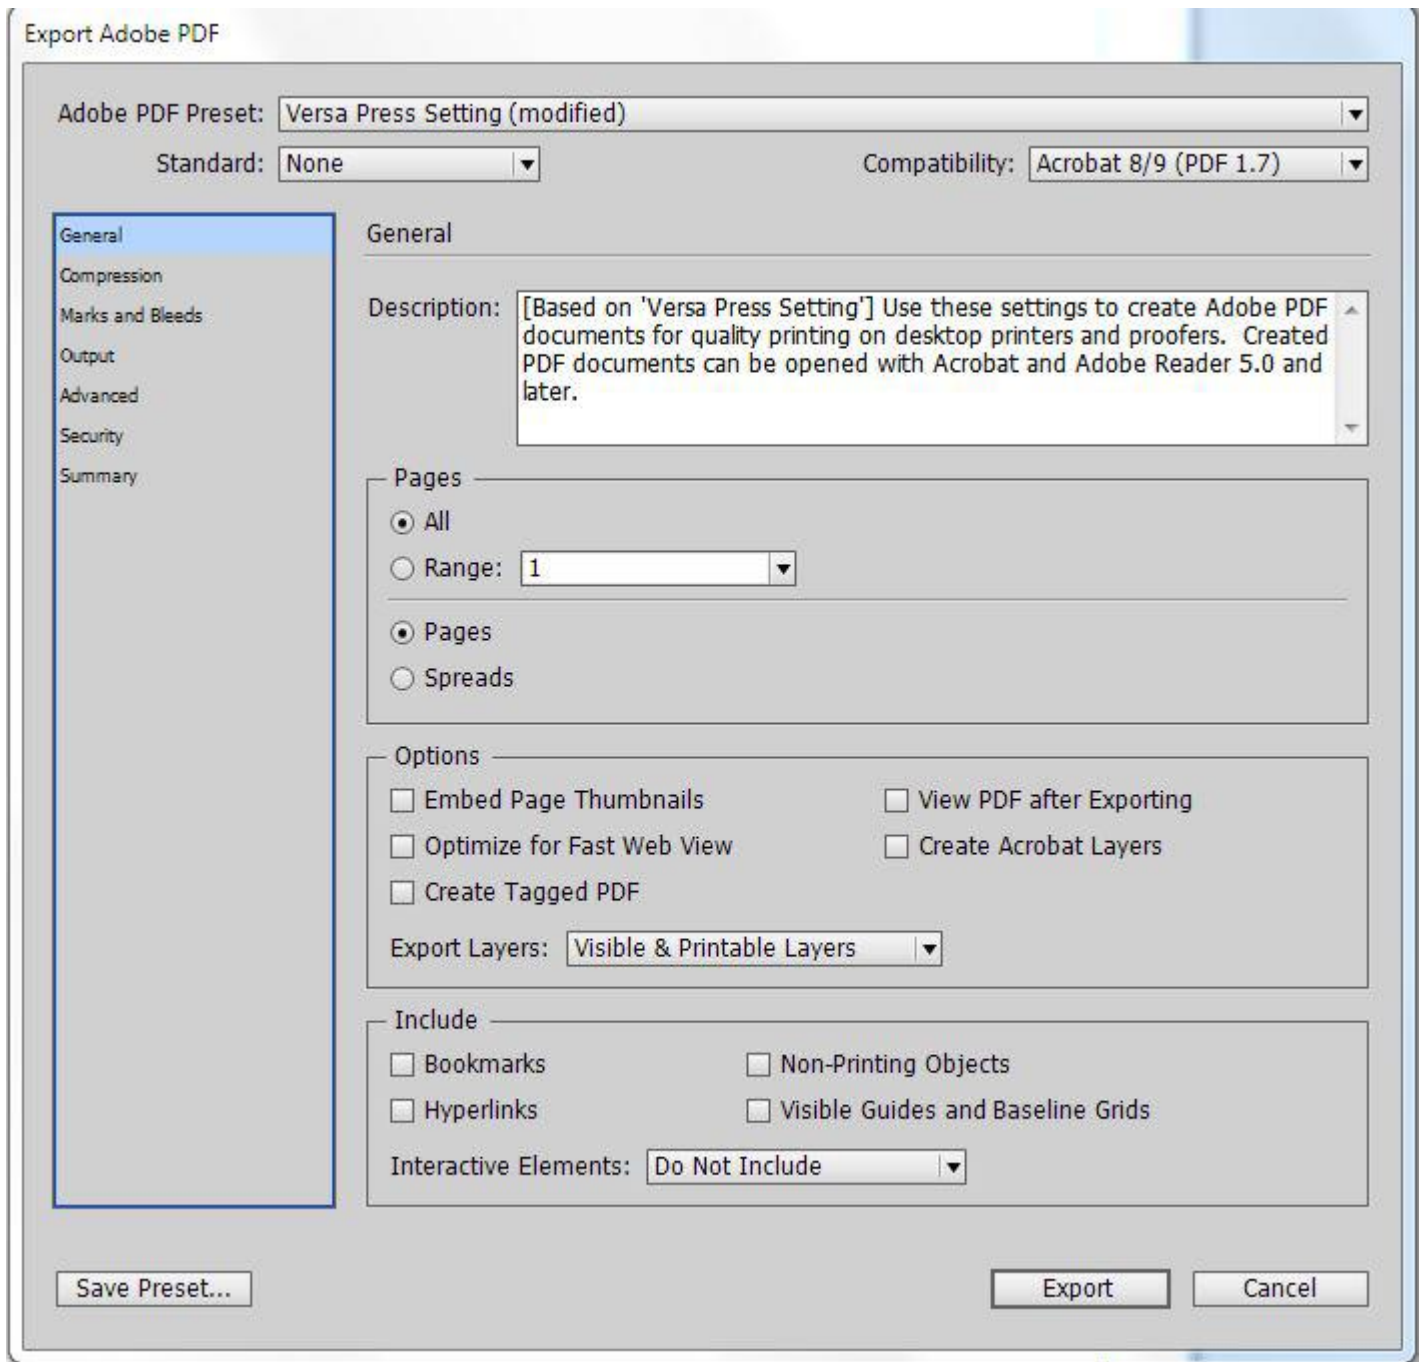 Export Adobe PDF
Adobe PDF Preset: Versa Press Setting (modified)
Standard: None Compatibility: Acrobat 8/9 (PDF 1.7)
General
Compression
Marks and Bleeds
Output
Advanced
Security
Summary
General
Description: [Based on 'Versa Press Setting'] Use these settings to create Adobe PDF
documents for quality printing on desktop printers and proofers. Created
PDF documents can be opened with Acrobat and Adobe Reader 5.0 and
later.
Pages
All
Range: 1
Pages
Spreads
Options
Embed Page Thumbnails View PDF after Exporting
Optimize for Fast Web View Create Acrobat Layers
Create Tagged PDF
Export Layers: Visible & Printable Layers
Include
Bookmarks Non-Printing Objects
Hyperlinks Visible Guides and Baseline Grids
Interactive Elements: Do Not Include
Save Preset... Export Cancel